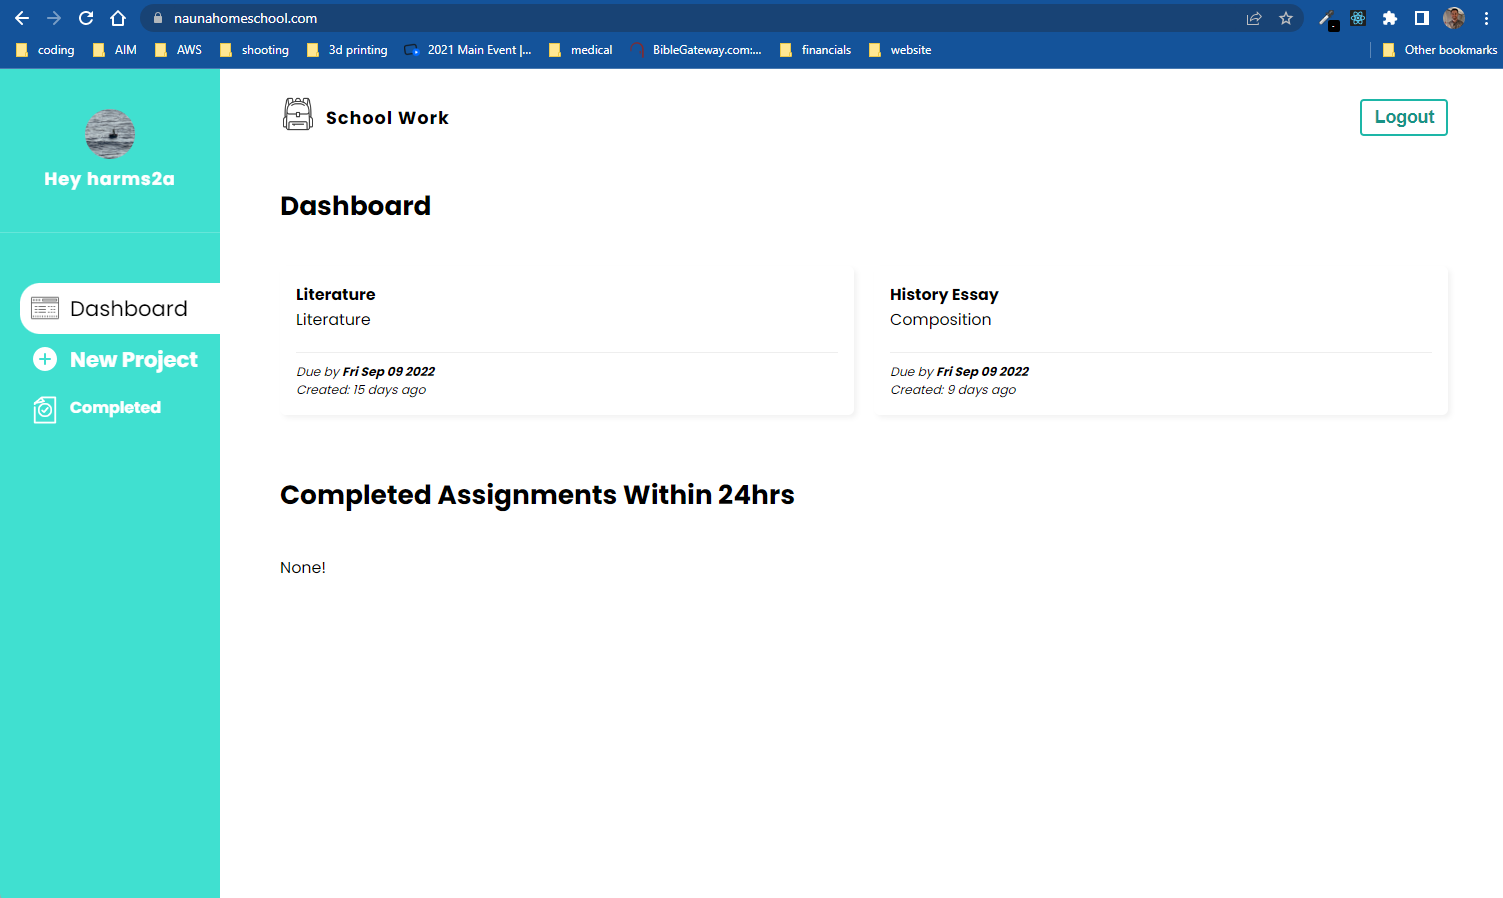 naunahomeschool.com
coding AIM AWS shooting 3d printing 2021 Main Event |... medical BibleGateway.com:... financials website Other bookmarks
Hey harms2a
Dashboard
New Project
Completed
School Work
Logout
Dashboard
Literature
Literature
Due by Fri Sep 09 2022
Created: 15 days ago
History Essay
Composition
Due by Fri Sep 09 2022
Created: 9 days ago
Completed Assignments Within 24hrs
None!